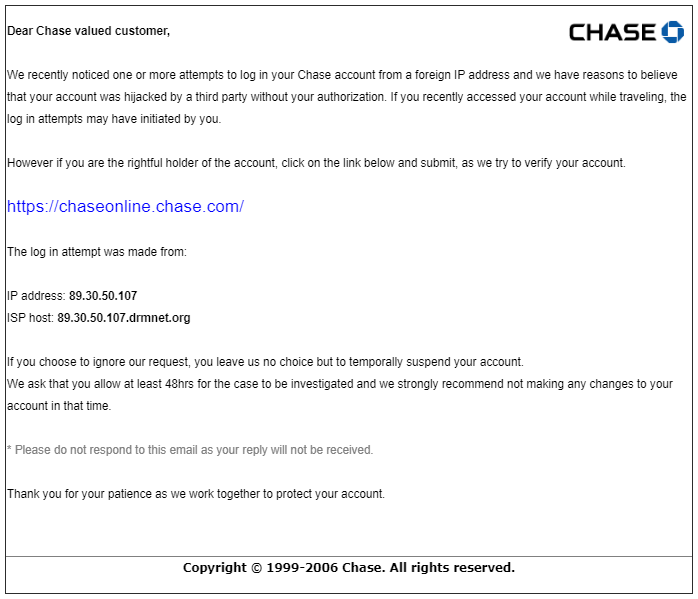 Dear Chase valued customer,
CHASE
We recently noticed one or more attempts to log in your Chase account from a foreign IP address and we have reasons to believe
that your account was hijacked by a third party without your authorization. If you recently accessed your account while traveling, the
log in attempts may have initiated by you.
However if you are the rightful holder of the account, click on the link below and submit, as we try to verify your account.
https://chaseonline.chase.com/
The log in attempt was made from:
IP address: 89.30.50.107
ISP host: 89.30.50.107.drmnet.org
If you choose to ignore our request, you leave us no choice but to temporally suspend your account.
We ask that you allow at least 48hrs for the case to be investigated and we strongly recommend not making any changes to your
account in that time.
* Please do not respond to this email as your reply will not be received.
Thank you for your patience as we work together to protect your account.
Copyright © 1999-2006 Chase. All rights reserved.